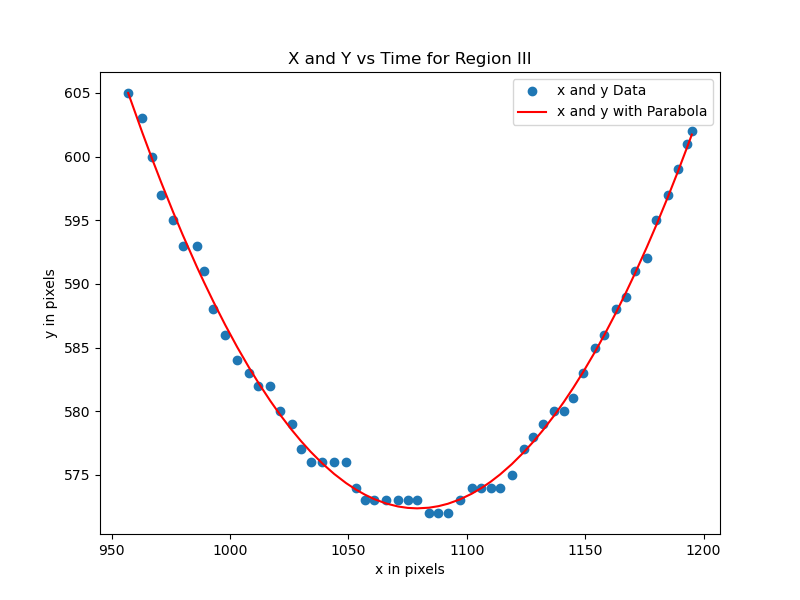 X and Y vs Time for Region III
x and y Data
x and y with Parabola
605
600
595
590
585
580
575
y in pixels
950
1000
1050
1100
1150
1200
x in pixels